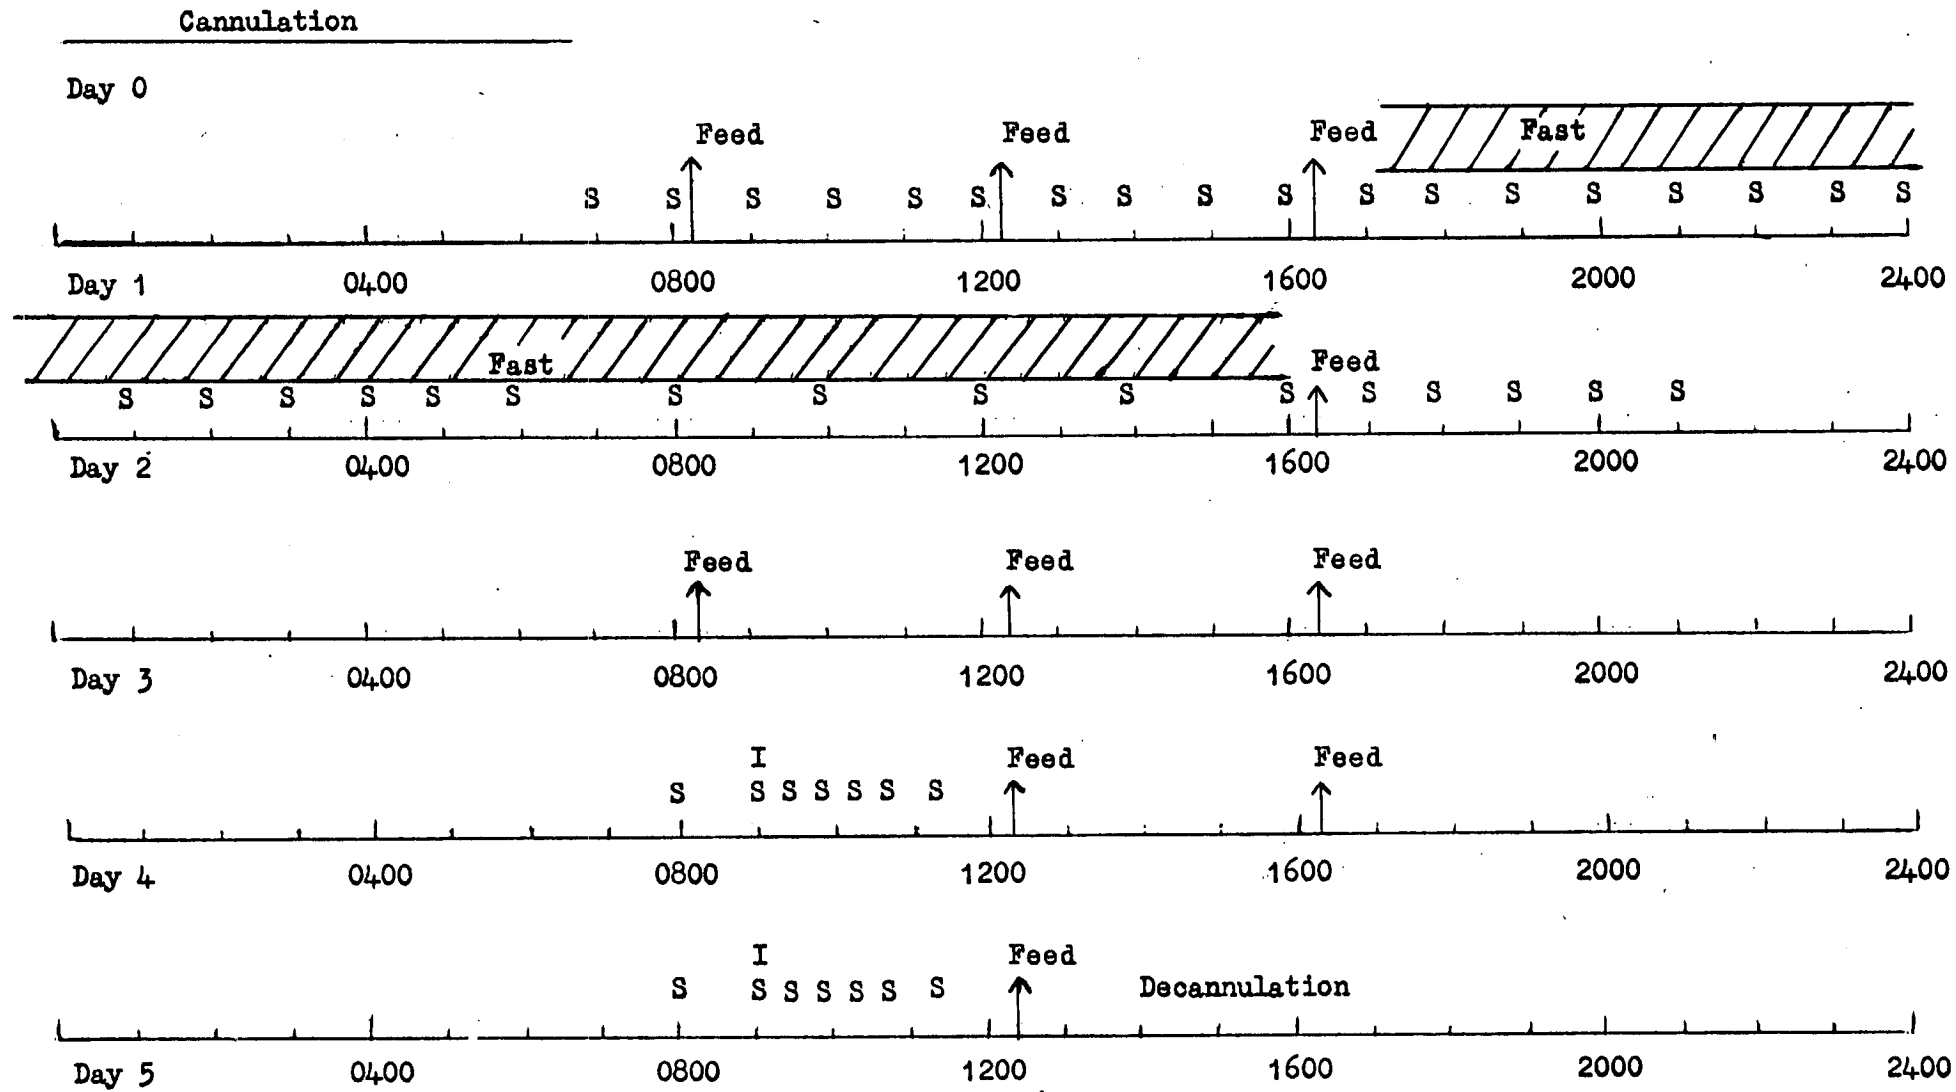 Cannulation
Day 0
Feed Feed Feed Fast
S S S S S S S S S S S S S S S S S S
Day 1 0400 0800 1200 1600 2000 2400
Fast Feed
S S S S S S S S S S S S S S S S
Day 2 0400 0800 1200 1600 2000 2400
Feed Feed Feed
Day 3 0400 0800 1200 1600 2000 2400
I Feed Feed
S S S S S S S
Day 4 0400 0800 1200 1600 2000 2400
I Feed
S S S S S S S Decannulation
Day 5 0400 0800 1200 1600 2000 2400